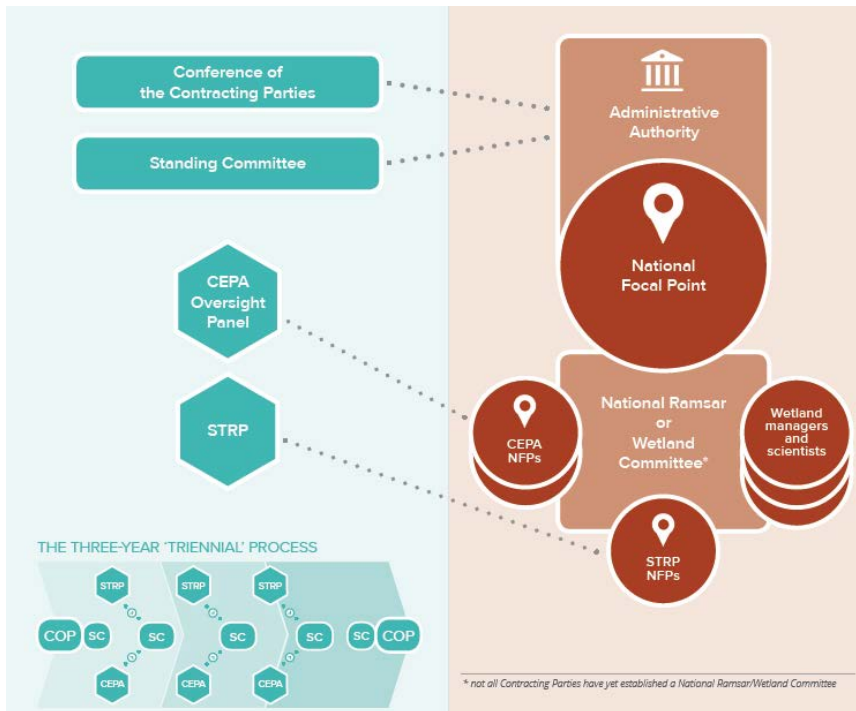 Conference of
the Contracting Parties
Standing Committee
CEPA
Oversight
Panel
STRP
Administrative
Authority
National
Focal Point
National Ramsar
or
Wetland
Committee*
CEPA
NFPs
Wetland
managers
and
scientists
STRP
NFPs
THE THREE-YEAR 'TRIENNIAL' PROCESS
STRP
STRP
STRP
COP
SC
SC
SC
SC
SC
COP
CEPA
CEPA
CEPA
* not all Contracting Parties have yet established a National Ramsar/Wetland Committee